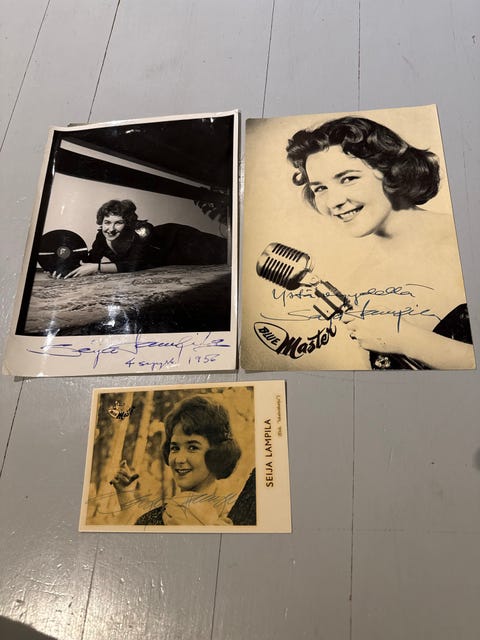 Seija Lampila
4 syysk. 1956
Ystävyydellä
Seija Lampila
BLUE
Master
SEIJA LAMPILA